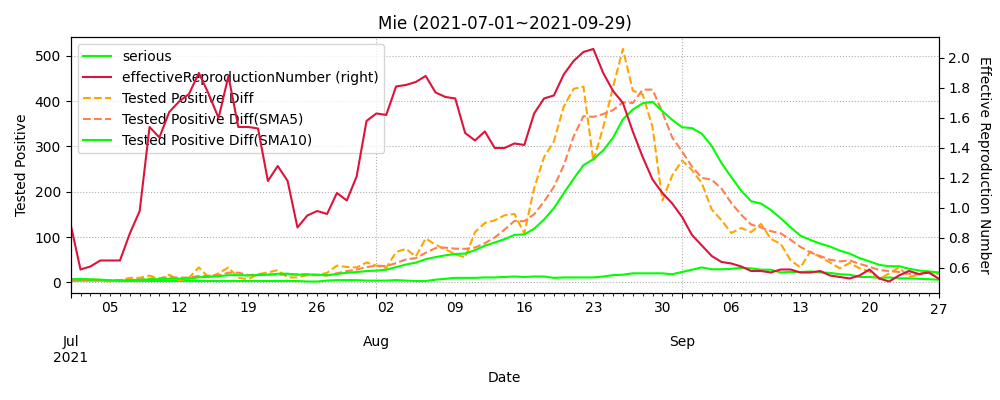 Mie (2021-07-01~2021-09-29)
serious
effectiveReproductionNumber (right)
Tested Positive Diff
Tested Positive Diff(SMA5)
Tested Positive Diff(SMA10)
Tested Positive
500
400
300
200
100
0
Effective Reproduction Number
2.0
1.8
1.6
1.4
1.2
1.0
0.8
0.6
05 12 19 26 02 09 16 23 30 06 13 20 27
Jul Aug Sep
2021
Date